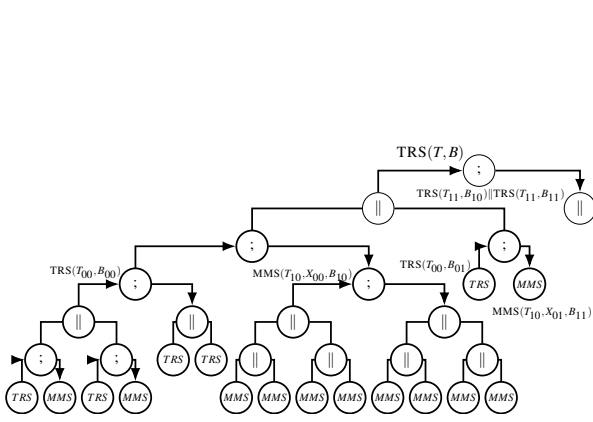 TRS(T,B)
;
TRS(T11,B10)||TRS(T11,B11)
|| ||
; ;
TRS(T00,B00) MMS(T10,X00,B10) TRS(T00,B01)
; ; TRS MMS
MMS(T10,X01,B11)
|| || || ||
; ; TRS TRS || || || ||
TRS MMS TRS MMS MMS MMS MMS MMS MMS MMS MMS MMS